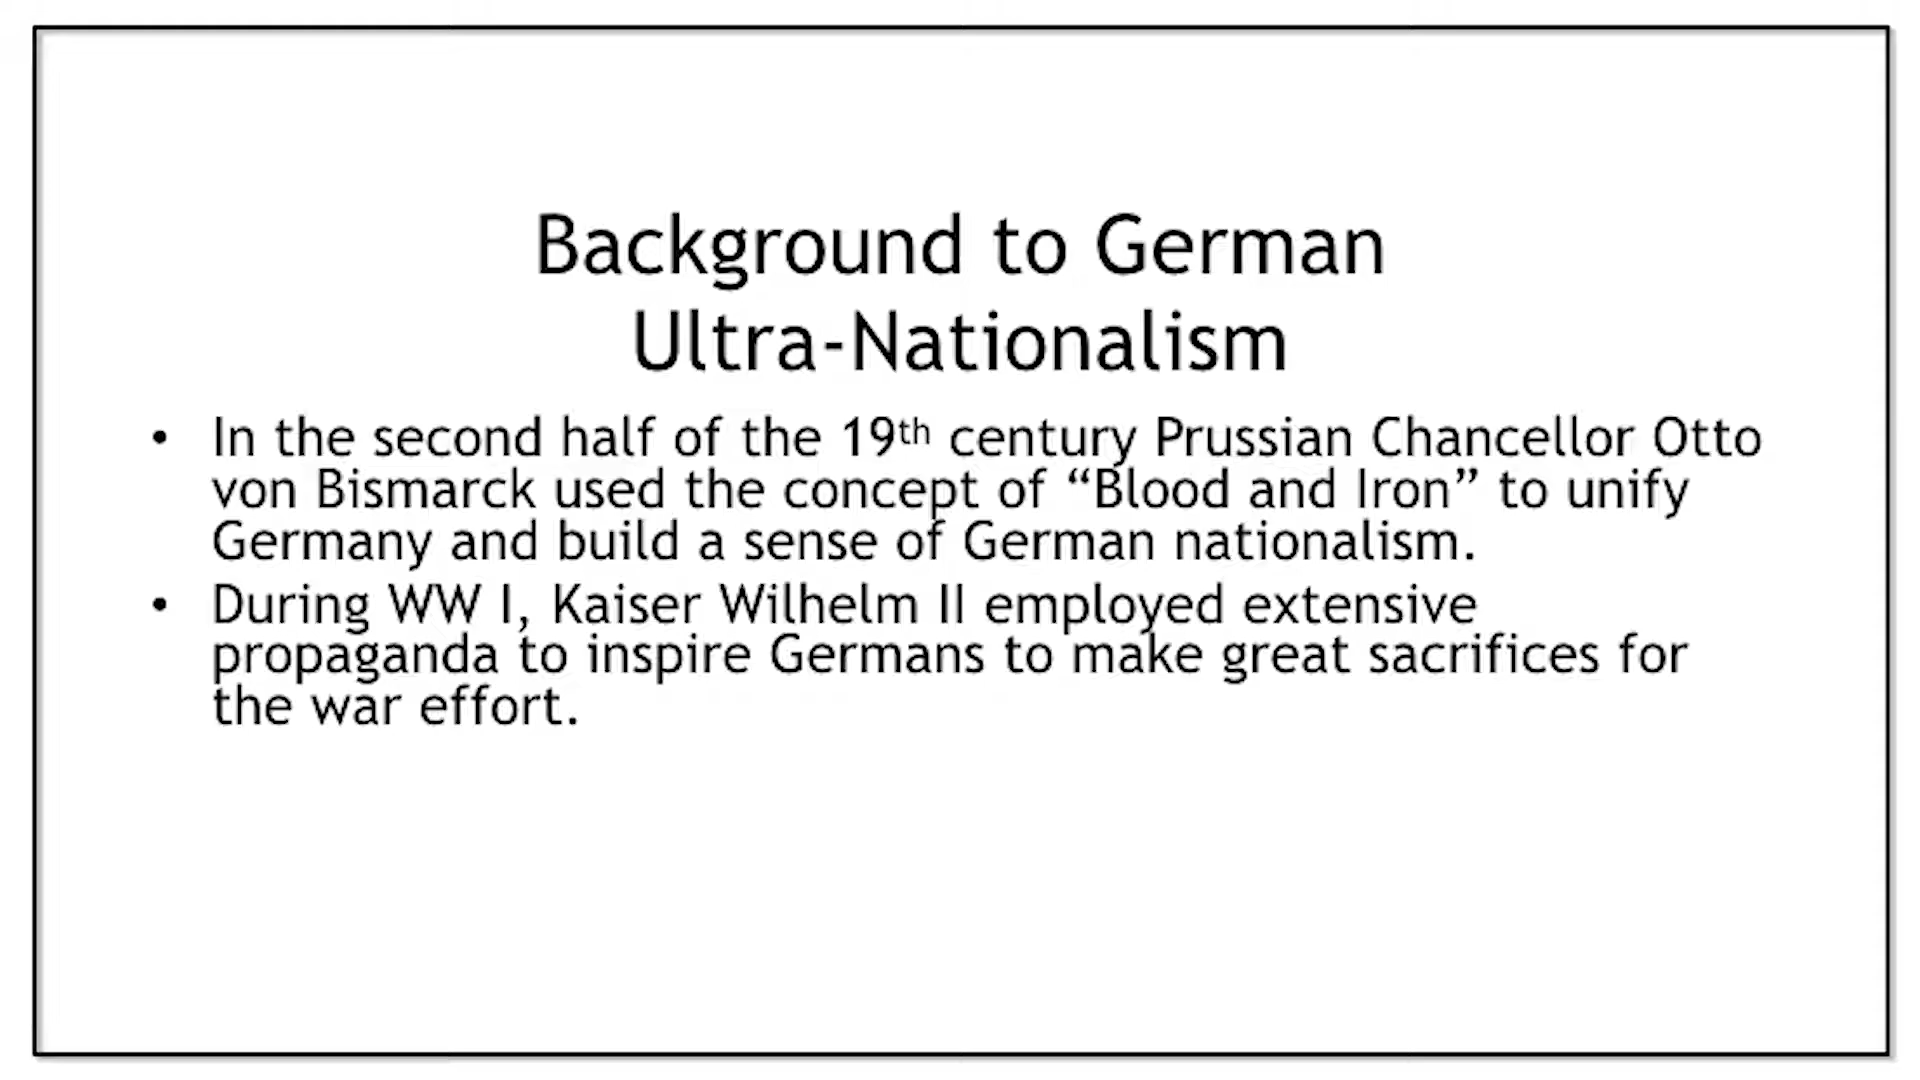 Background to German
Ultra-Nationalism
• In the second half of the 19th century Prussian Chancellor Otto
von Bismarck used the concept of “Blood and Iron” to unify
Germany and build a sense of German nationalism.
• During WW I, Kaiser Wilhelm II employed extensive
propaganda to inspire Germans to make great sacrifices for
the war effort.